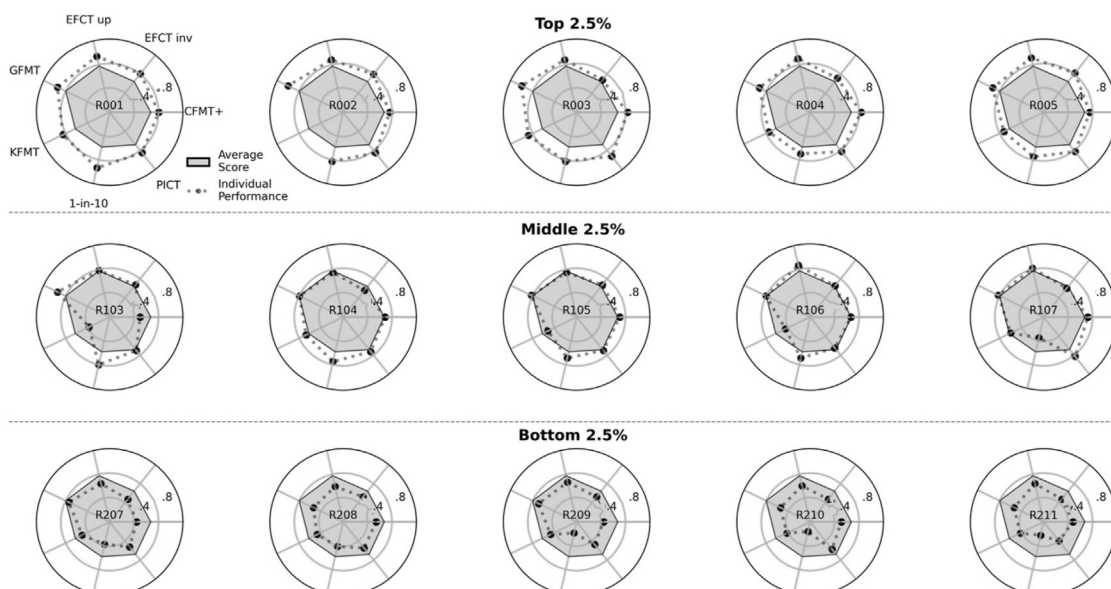 EFCT up
Top 2.5%
EFCT inv
GFMT
.8
.8
.8
.8
.8
R001
.4
R002
.4
R003
.4
R004
.4
R005
.4
CFMT+
KFMT
Average
Score
PICT
Individual
Performance
1-in-10
Middle 2.5%
.8
.8
.8
.8
.8
R103
.4
R104
.4
R105
.4
R106
.4
R107
.4
Bottom 2.5%
.8
.8
.8
.8
.8
R207
.4
R208
.4
R209
.4
R210
.4
R211
.4